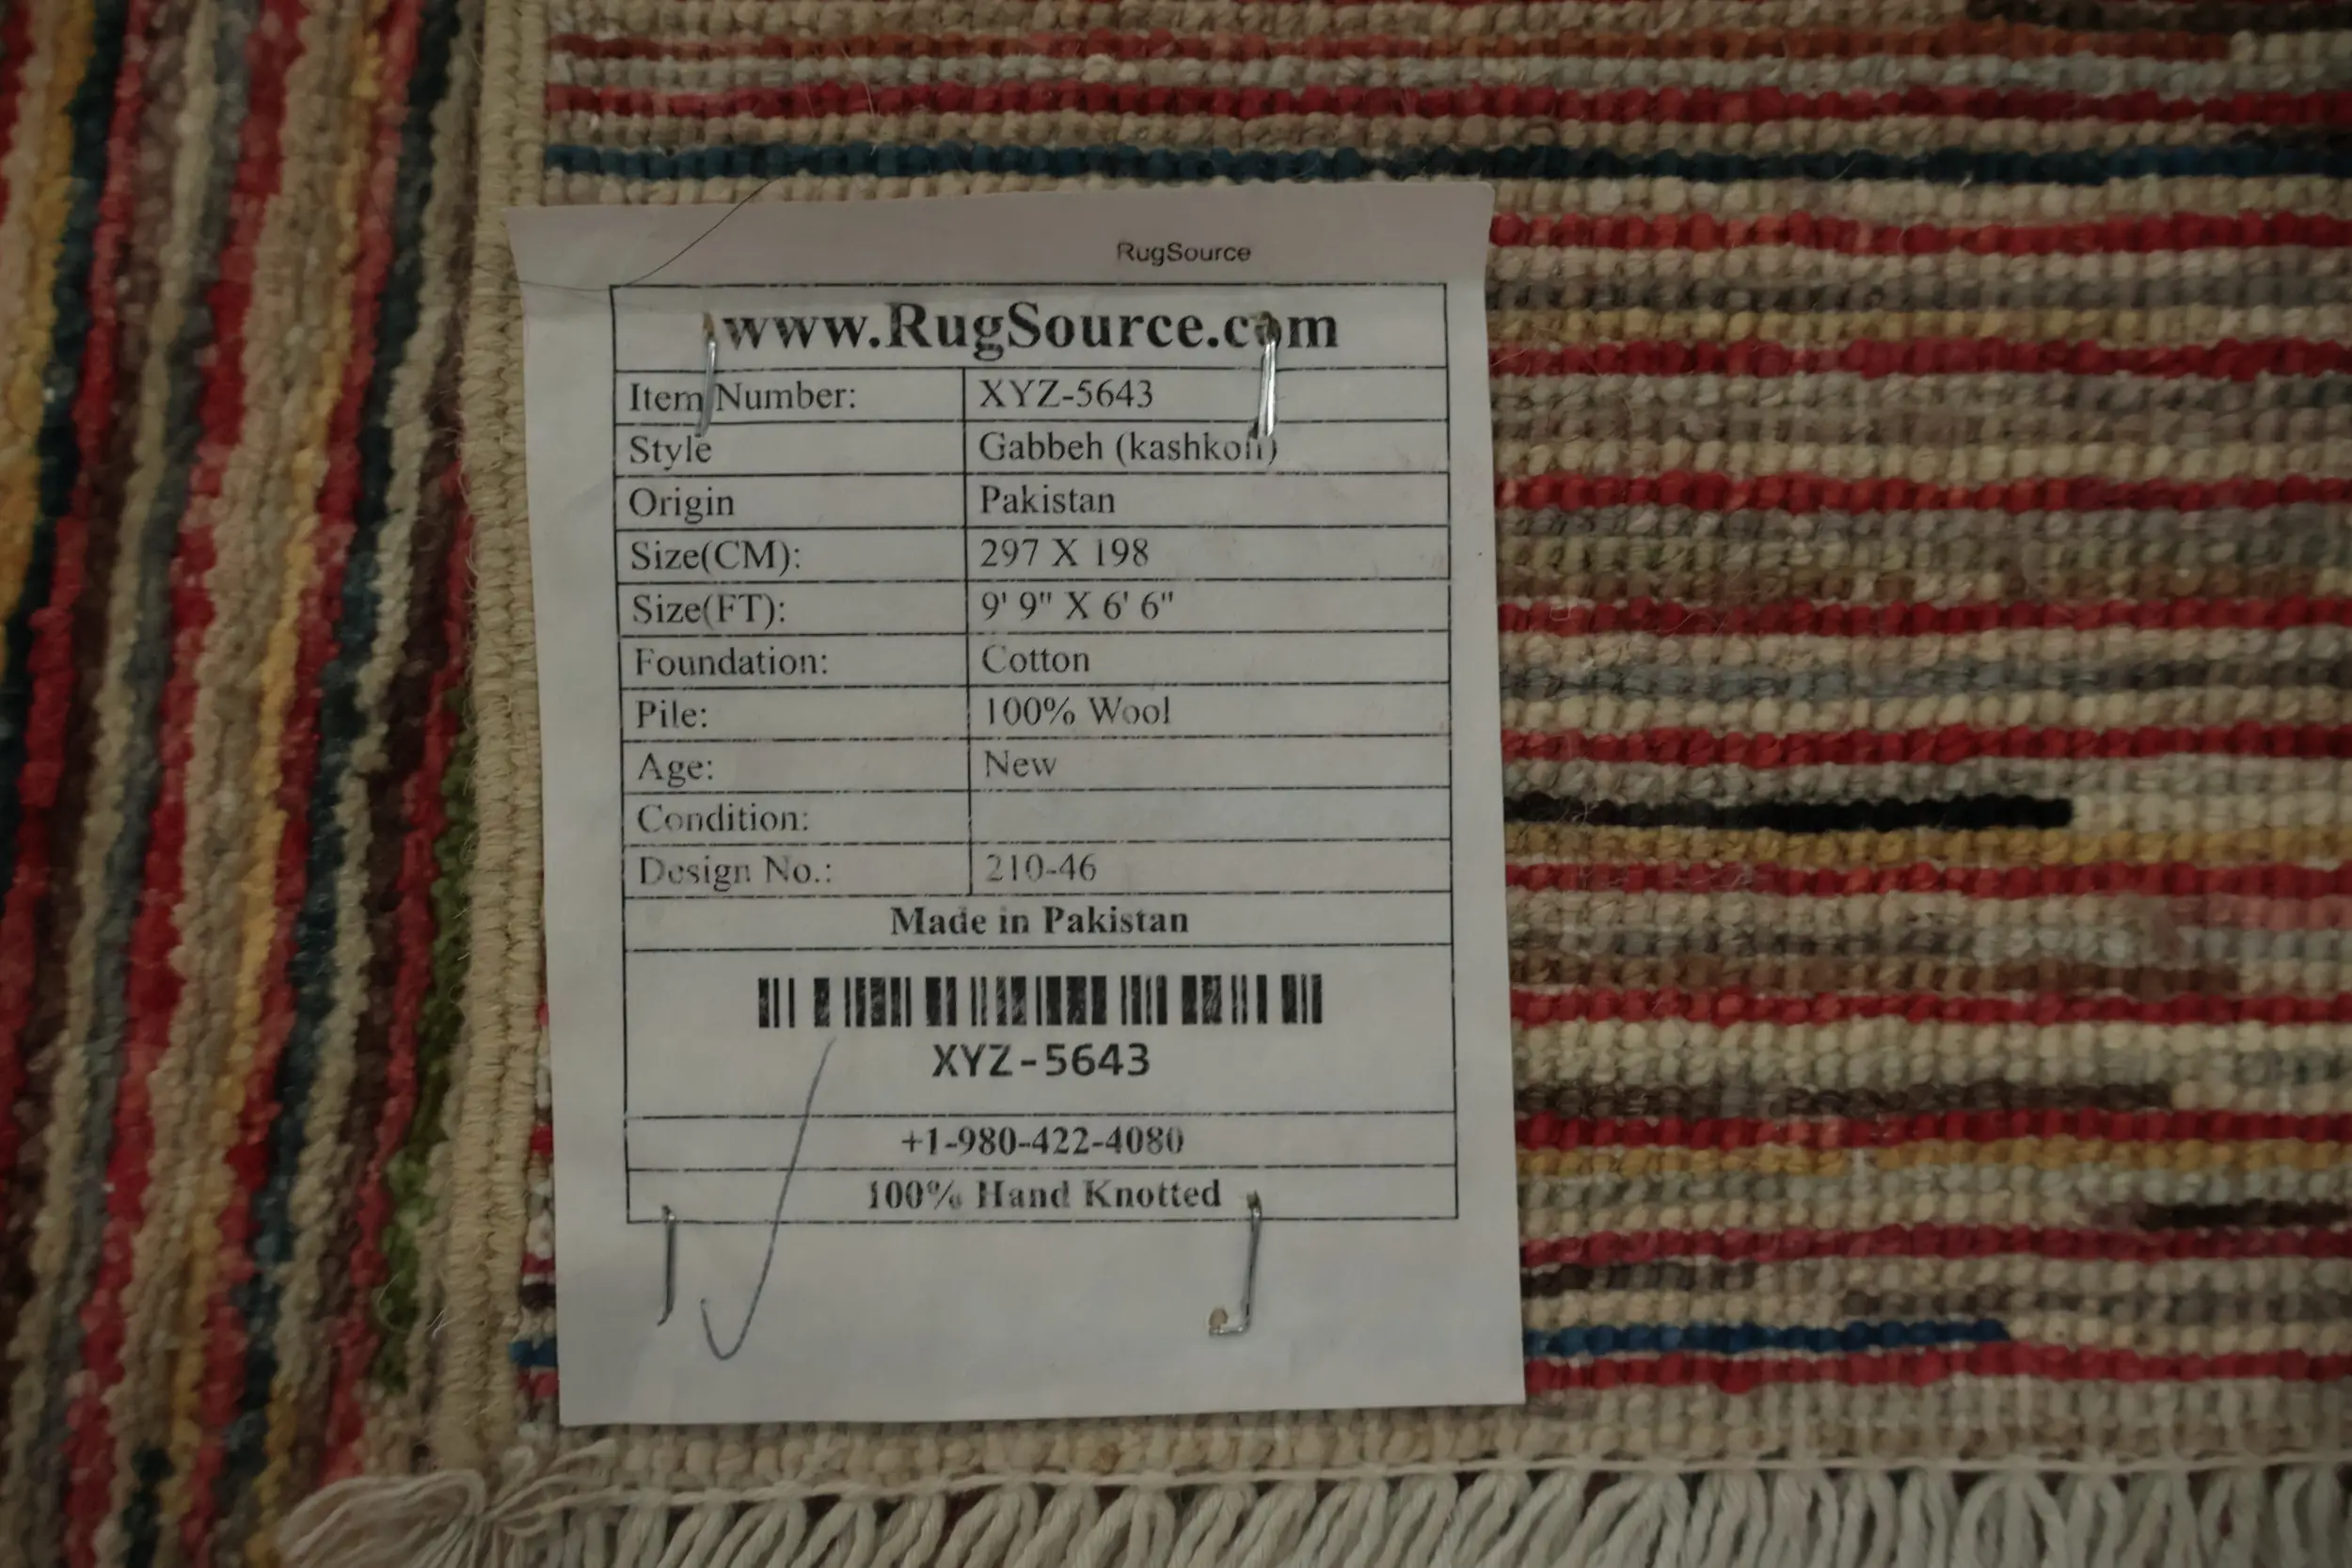 RugSource
www.RugSource.com
Item Number: XYZ-5643
Style Gabbeh (kashkoli)
Origin Pakistan
Size(CM): 297 X 198
Size(FT): 9' 9" X 6' 6"
Foundation: Cotton
Pile: 100% Wool
Age: New
Condition:
Design No.: 210-46
Made in Pakistan
XYZ-5643
+1-980-422-4080
100% Hand Knotted